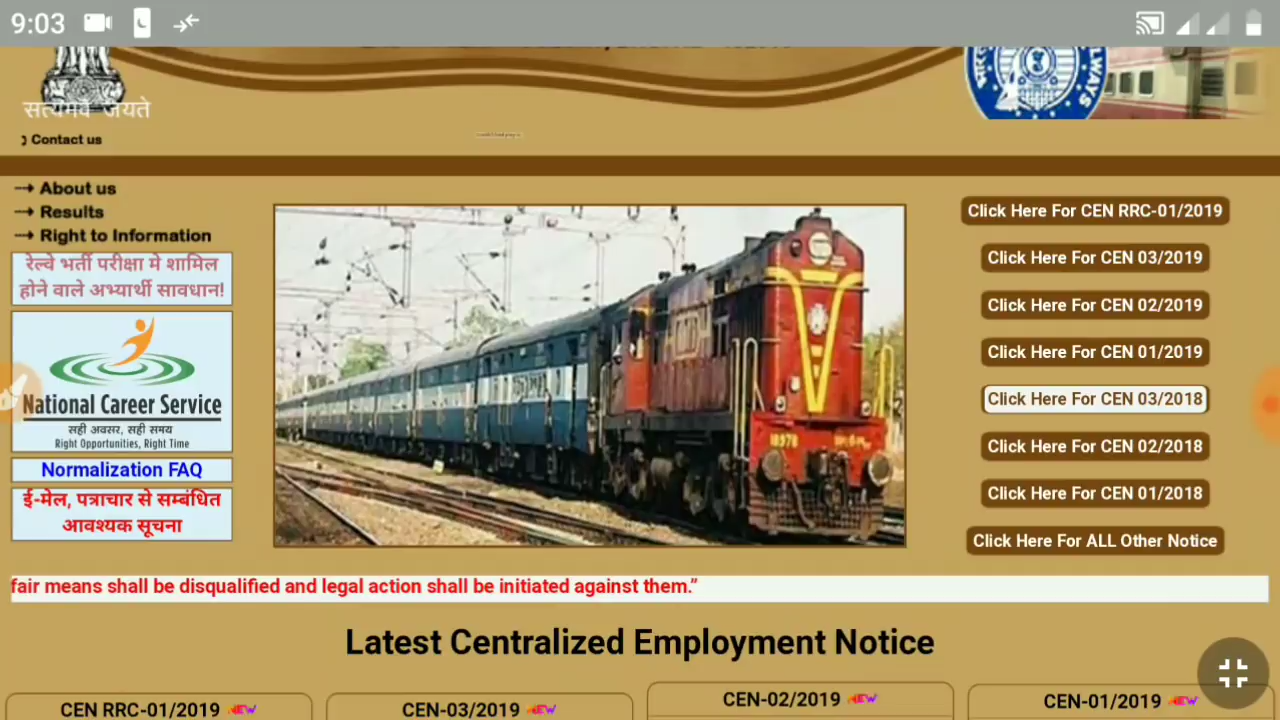 9:03
सत्यमेव जयते
Contact us
About us
Results
Right to Information
रेल्वे भर्ती परीक्षा मे शामिल
होने वाले अभ्यार्थी सावधान!
National Career Service
सही अवसर, सही समय
Right Opportunities, Right Time
Normalization FAQ
ई-मेल, पत्राचार से सम्बंधित
आवश्यक सूचना
Click Here For CEN RRC-01/2019
Click Here For CEN 03/2019
Click Here For CEN 02/2019
Click Here For CEN 01/2019
Click Here For CEN 03/2018
Click Here For CEN 02/2018
Click Here For CEN 01/2018
Click Here For ALL Other Notice
fair means shall be disqualified and legal action shall be initiated against them.”
Latest Centralized Employment Notice
CEN RRC-01/2019 NEW
CEN-03/2019 NEW
CEN-02/2019 NEW
CEN-01/2019 NEW